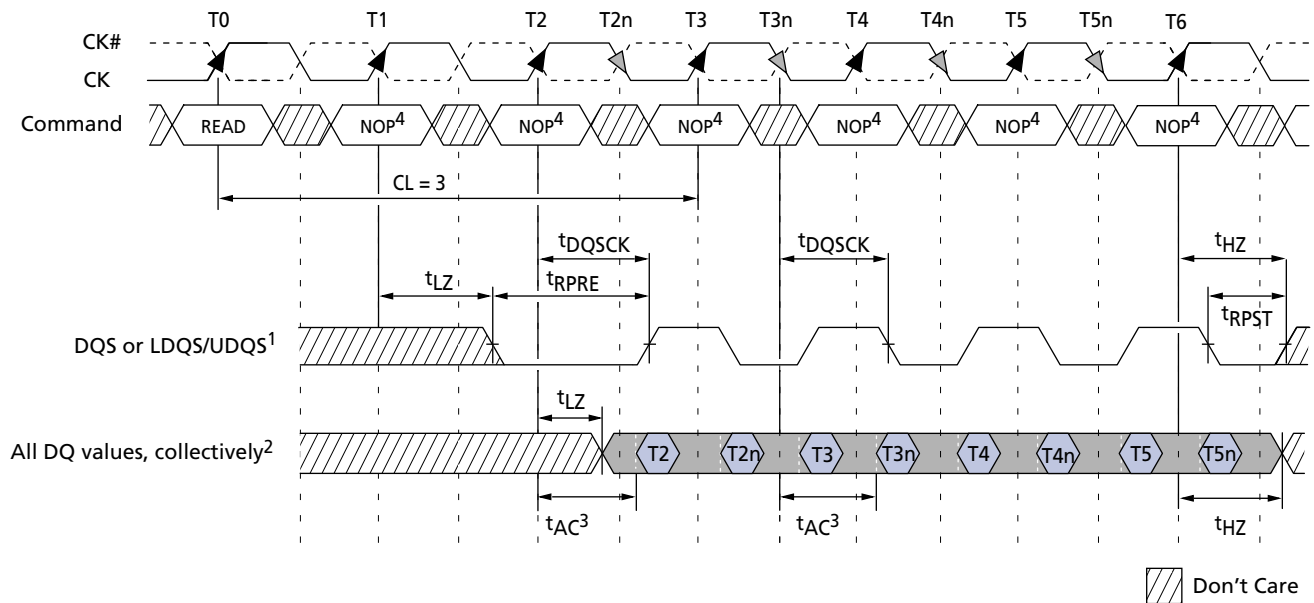 T0 T1 T2 T2n T3 T3n T4 T4n T5 T5n T6
CK#
CK
Command READ NOP4 NOP4 NOP4 NOP4 NOP4 NOP4
CL = 3
tDQSCK tDQSCK tHZ
tLZ tRPRE
tRPST
DQS or LDQS/UDQS1
tLZ
All DQ values, collectively2 T2 T2n T3 T3n T4 T4n T5 T5n
tAC3 tAC3 tHZ
Don't Care